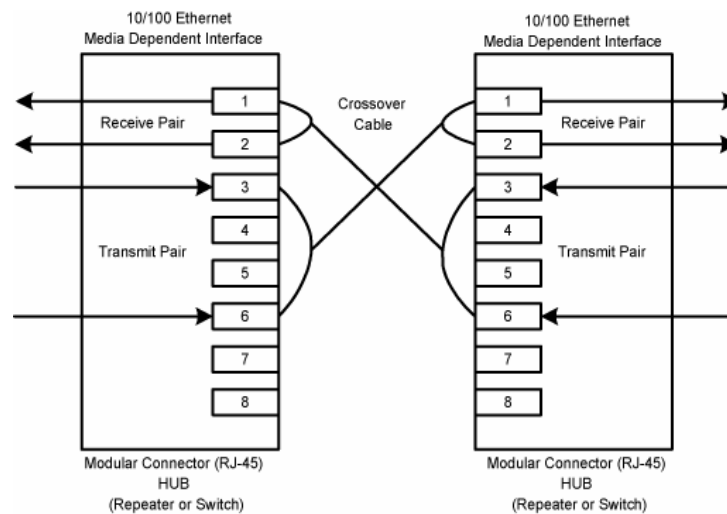 10/100 Ethernet
Media Dependent Interface
10/100 Ethernet
Media Dependent Interface
1
Receive Pair
2
3
4
Transmit Pair
5
6
7
8
Crossover
Cable
1
Receive Pair
2
3
4
Transmit Pair
5
6
7
8
Modular Connector (RJ-45)
HUB
(Repeater or Switch)
Modular Connector (RJ-45)
HUB
(Repeater or Switch)